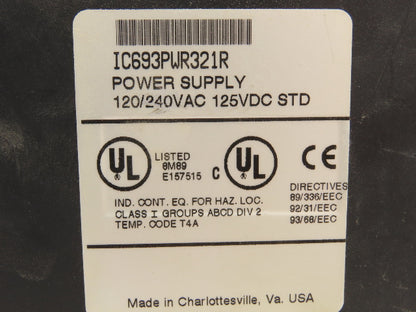 IC693PWR321R
POWER SUPPLY
120/240VAC 125VDC STD
UL LISTED
8M89
E157515
C UL
CE
DIRECTIVES
89/336/EEC
92/31/EEC
93/68/EEC
IND. CONT. EQ. FOR HAZ. LOC.
CLASS I GROUPS ABCD DIV 2
TEMP. CODE T4A
Made in Charlottesville, Va. USA